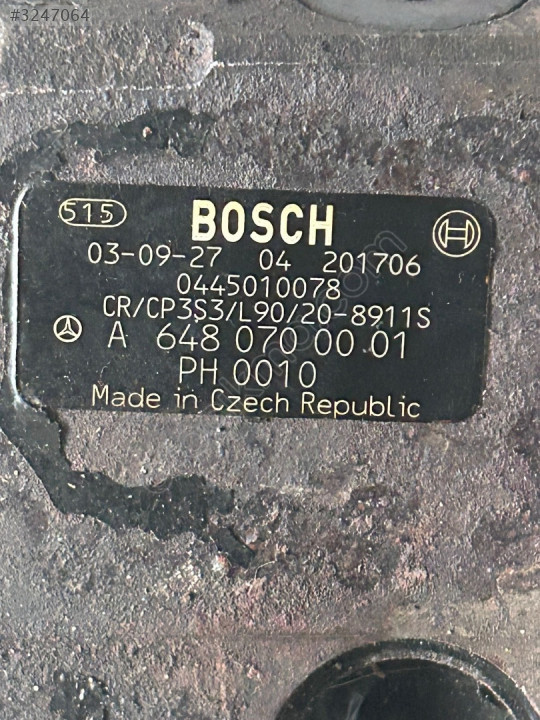 #3247064
515
BOSCH
03-09-27 04 201706
0445010078
CR/CP3S3/L90/20-8911S
A 648 070 00 01
PH 0010
Made in Czech Republic